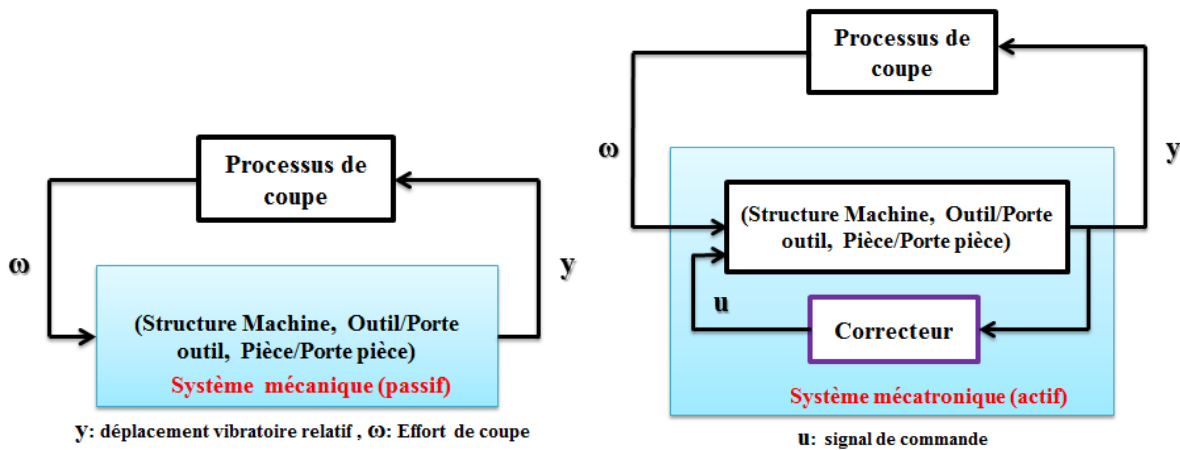 Processus de
coupe
ω
y
(Structure Machine, Outil/Porte
outil, Pièce/Porte pièce)
Système mécanique (passif)
y: déplacement vibratoire relatif , ω: Effort de coupe
Processus de
coupe
ω
y
(Structure Machine, Outil/Porte
outil, Pièce/Porte pièce)
u
Correcteur
Système mécatronique (actif)
u: signal de commande